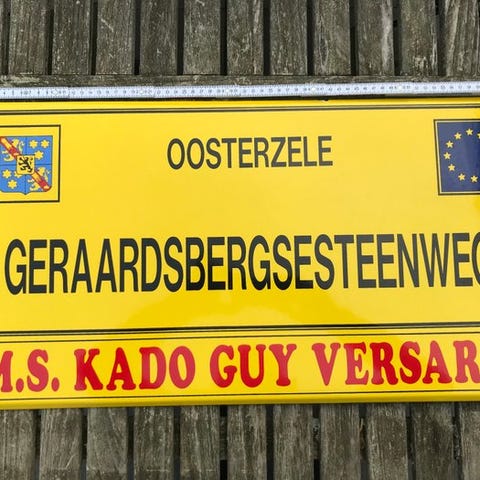 OOSTERZELE
GERAARDSBERGSESTEENWEG
M.S. KADO GUY VERSAR